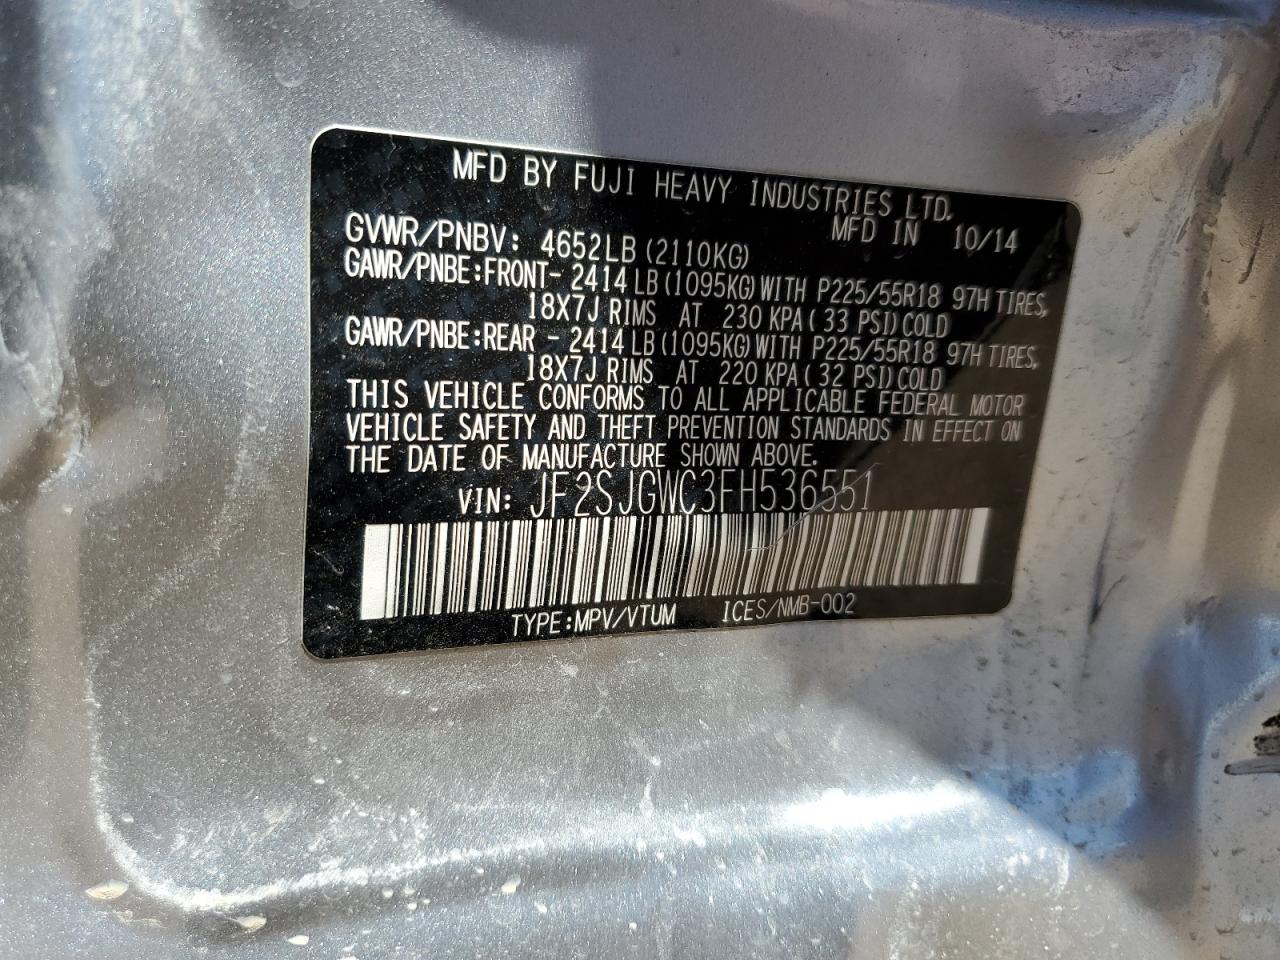 MFD BY FUJI HEAVY INDUSTRIES LTD.
MFD IN 10/14
GVWR/PNBV: 4652LB (2110KG)
GAWR/PNBE:FRONT- 2414 LB (1095KG) WITH P225/55R18 97H TIRES,
18X7J RIMS AT 230 KPA ( 33 PSI) COLD
GAWR/PNBE:REAR - 2414 LB (1095KG) WITH P225/55R18 97H TIRES,
18X7J RIMS AT 220 KPA ( 32 PSI) COLD
THIS VEHICLE CONFORMS TO ALL APPLICABLE FEDERAL MOTOR
VEHICLE SAFETY AND THEFT PREVENTION STANDARDS IN EFFECT ON
THE DATE OF MANUFACTURE SHOWN ABOVE.
VIN: JF2SJGWC3FH536551
TYPE:MPV/VTUM ICES/NMB-002